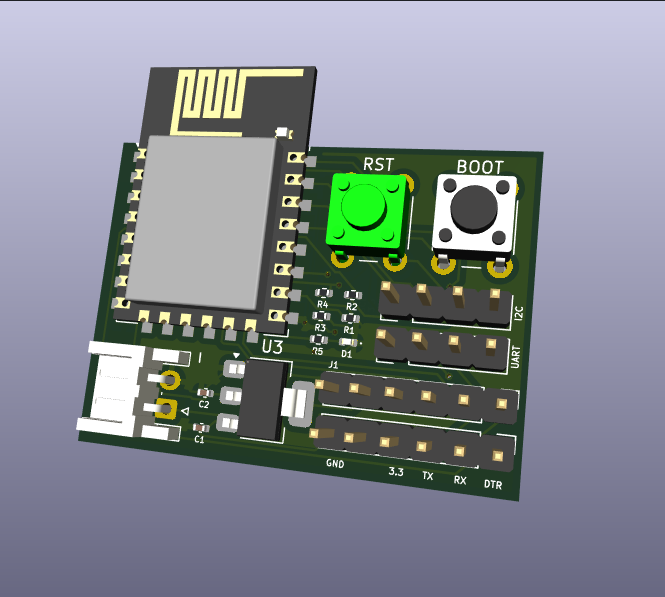 RST
BOOT
R4
R2
I2C
R3
R1
R5
D1
UART
U3
J1
C2
C1
GND
3.3
TX
RX
DTR